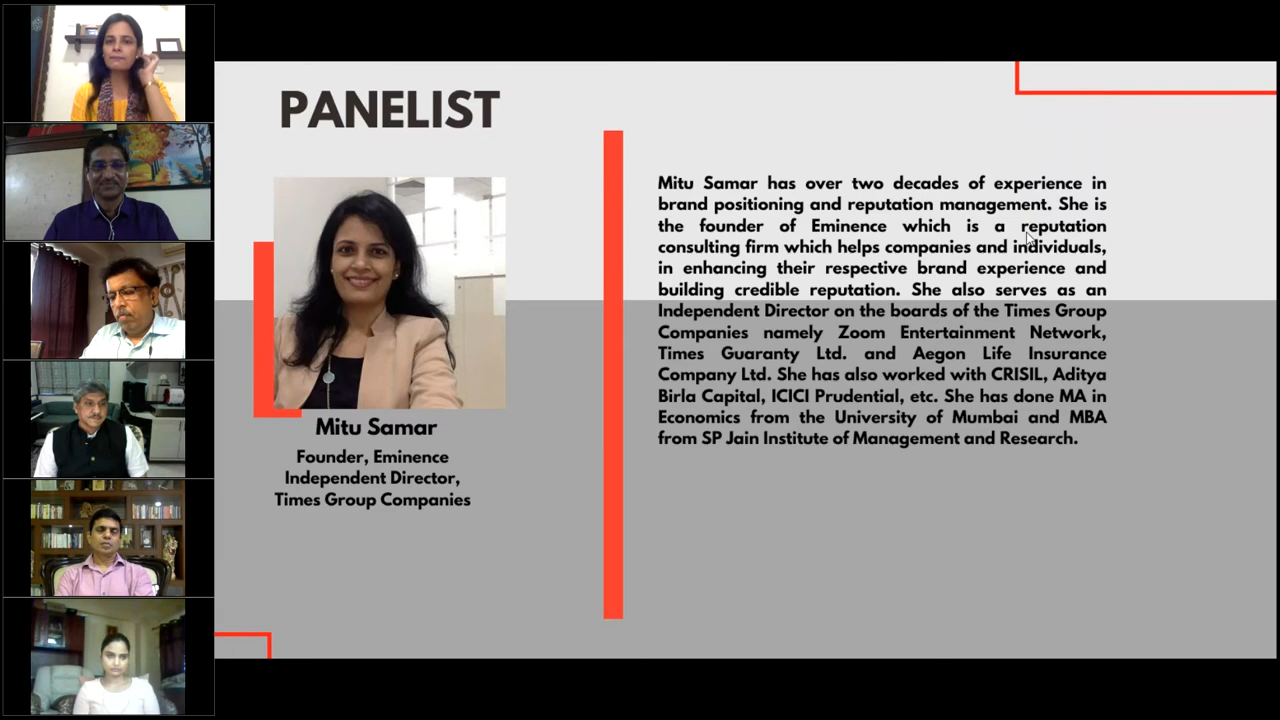 PANELIST
Mitu Samar
Founder, Eminence
Independent Director,
Times Group Companies
Mitu Samar has over two decades of experience in
brand positioning and reputation management. She is
the founder of Eminence which is a reputation
consulting firm which helps companies and individuals,
in enhancing their respective brand experience and
building credible reputation. She also serves as an
Independent Director on the boards of the Times Group
Companies namely Zoom Entertainment Network,
Times Guaranty Ltd. and Aegon Life Insurance
Company Ltd. She has also worked with CRISIL, Aditya
Birla Capital, ICICI Prudential, etc. She has done MA in
Economics from the University of Mumbai and MBA
from SP Jain Institute of Management and Research.